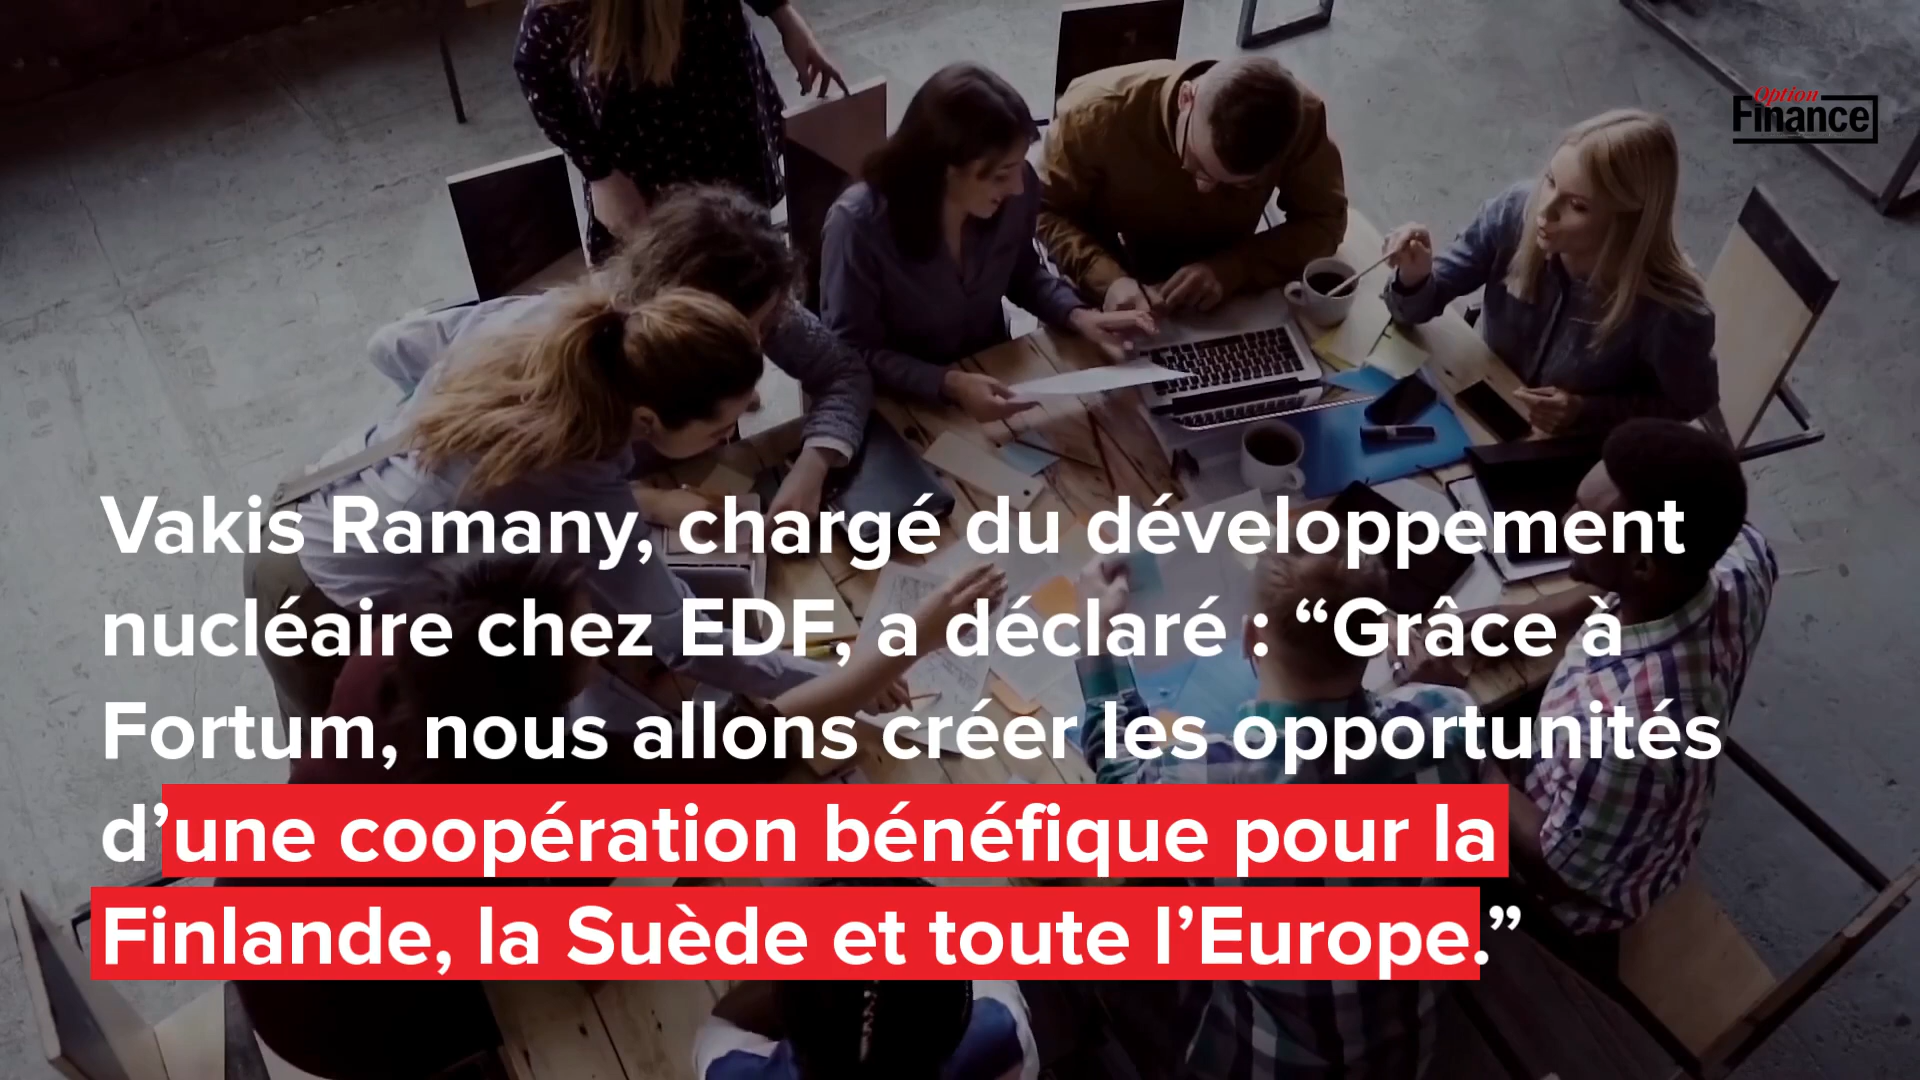 Option
Finance
Vakis Ramany, chargé du développement
nucléaire chez EDF, a déclaré : “Grâce à
Fortum, nous allons créer les opportunités
d’une coopération bénéfique pour la
Finlande, la Suède et toute l’Europe.”